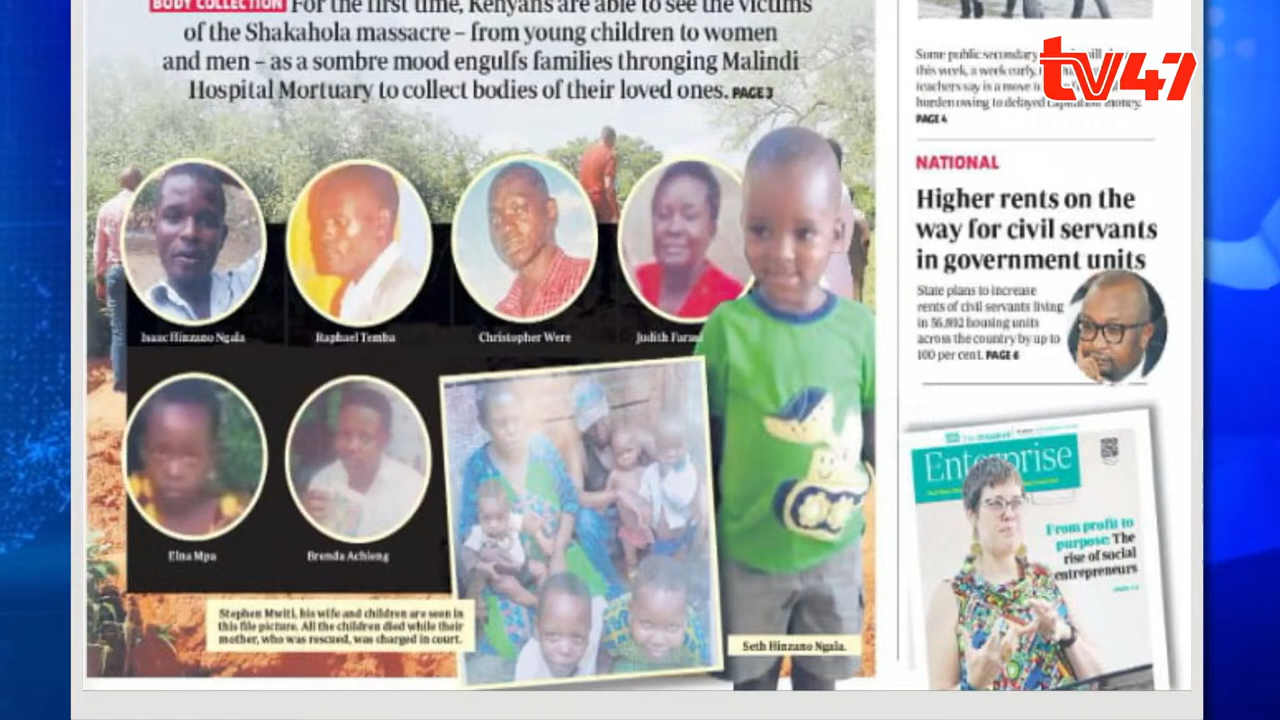 BODY COLLECTION For the first time, Kenyans are able to see the victims
of the Shakahola massacre – from young children to women
and men – as a sombre mood engulfs families thronging Malindi
Hospital Mortuary to collect bodies of their loved ones. PAGE 3
Isaac Hinzano Ngala
Raphael Temba
Christopher Were
Judith
Elna Mpa
Brenda Achieng
Stephen Mwiti, his wife and children are seen in
this file picture. All the children died while their
mother, who was rescued, was charged in court.
Seth Hinzano Ngala.
tv47
Some public secondary
this week, a week early,
teachers say is a move
burden owing to delayed capitation money.
PAGE 4
NATIONAL
Higher rents on the
way for civil servants
in government units
State plans to increase
rents of civil servants living
in 56,892 housing units
across the country by up to
100 per cent. PAGE 6
Enterprise
From profit to
purpose: The
rise of social
entrepreneurs